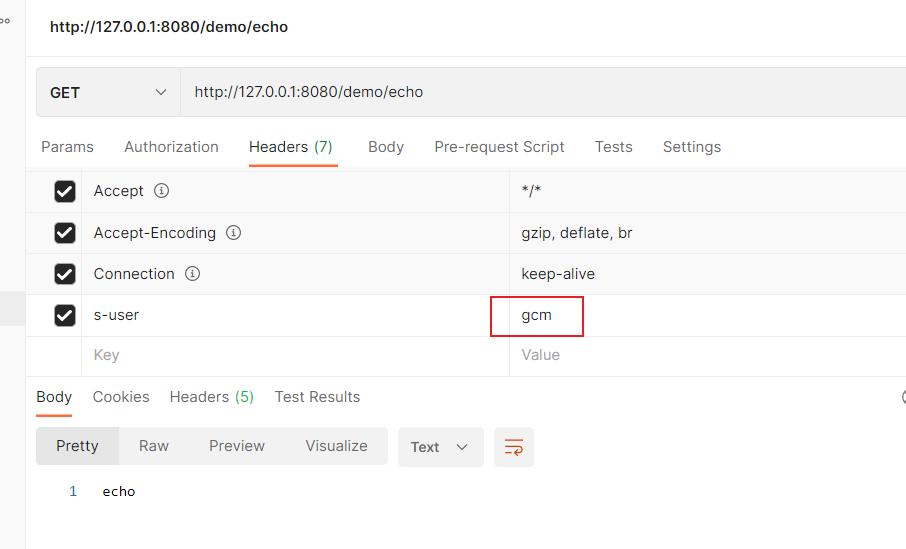 http://127.0.0.1:8080/demo/echo
GET http://127.0.0.1:8080/demo/echo
Params Authorization Headers (7) Body Pre-request Script Tests Settings
Accept */*
Accept-Encoding gzip, deflate, br
Connection keep-alive
s-user gcm
Key Value
Body Cookies Headers (5) Test Results
Pretty Raw Preview Visualize Text
1 echo